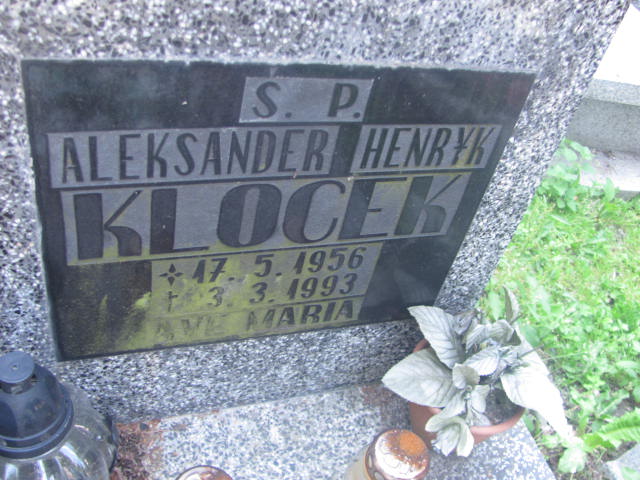 S. P.
ALEKSANDER HENRYK
KLOCEK
17. 5. 1956
† 3. 3. 1993
AVE MARIA